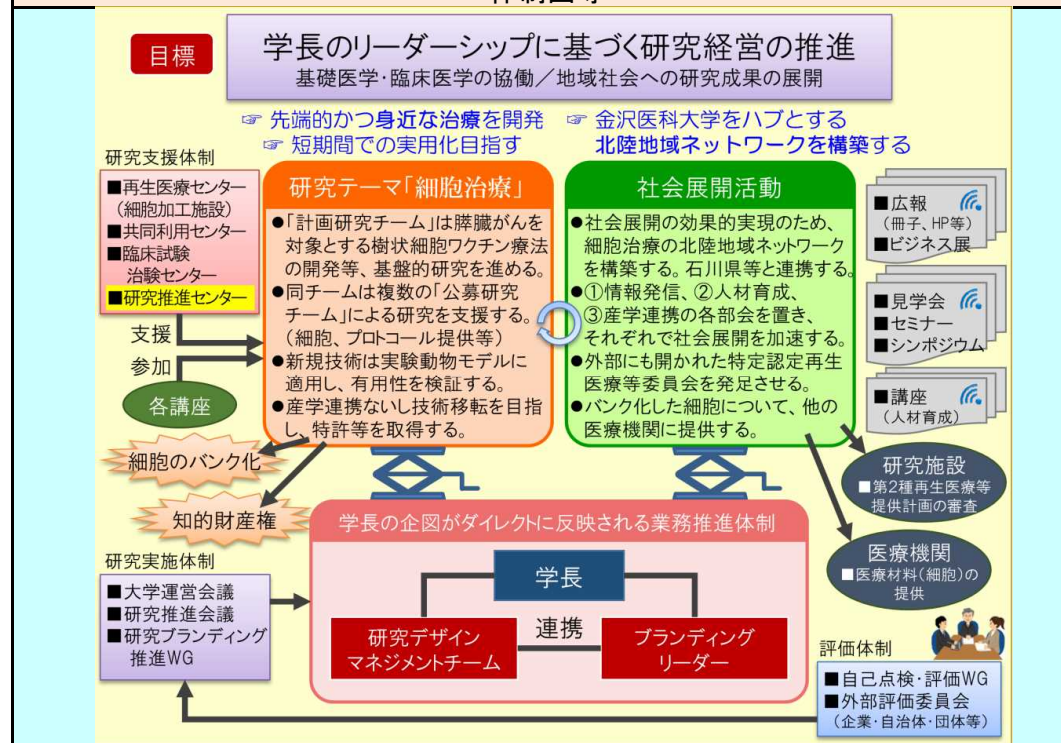 目標
学長のリーダーシップに基づく研究経営の推進
基礎医学・臨床医学の協働／地域社会への研究成果の展開
☞ 先端的かつ身近な治療を開発
☞ 短期間での実用化目指す
☞ 金沢医科大学をハブとする
北陸地域ネットワークを構築する
研究支援体制
■再生医療センター
（細胞加工施設）
■共同利用センター
■臨床試験
治験センター
■研究推進センター
支援
参加
各講座
研究テーマ「細胞治療」
●「計画研究チーム」は膵臓がんを
対象とする樹状細胞ワクチン療法
の開発等、基盤的研究を進める。
●同チームは複数の「公募研究
チーム」による研究を支援する。
（細胞、プロトコール提供等）
●新規技術は実験動物モデルに
適用し、有用性を検証する。
●産学連携ないし技術移転を目指
し、特許等を取得する。
社会展開活動
●社会展開の効果的実現のため、
細胞治療の北陸地域ネットワーク
を構築する。石川県等と連携する。
●①情報発信、②人材育成、
③産学連携の各部会を置き、
それぞれで社会展開を加速する。
●外部にも開かれた特定認定再生
医療等委員会を発足させる。
●バンク化した細胞について、他の
医療機関に提供する。
■広報
（冊子、HP等）
■ビジネス展
■見学会
■セミナー
■シンポジウム
■講座
（人材育成）
細胞のバンク化
知的財産権
研究施設
■第2種再生医療等
提供計画の審査
医療機関
■医療材料（細胞）の
提供
学長の企図がダイレクトに反映される業務推進体制
学長
連携
研究デザイン
マネジメントチーム
ブランディング
リーダー
研究実施体制
■大学運営会議
■研究推進会議
■研究ブランディング
推進WG
評価体制
■自己点検・評価WG
■外部評価委員会
（企業・自治体・団体等）